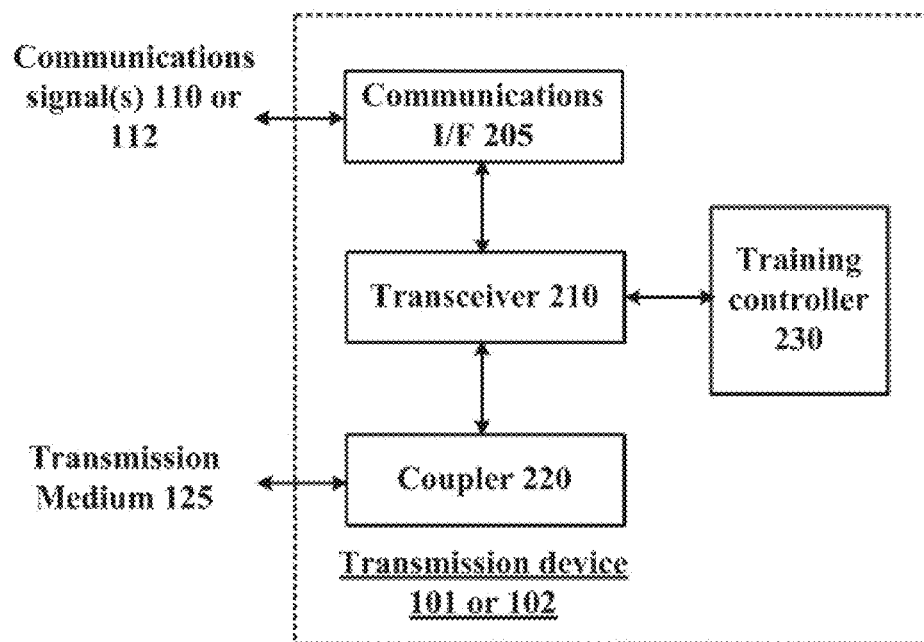 Communications
signal(s) 110 or
112
Communications
I/F 205
Transceiver 210
Training
controller
230
Transmission
Medium 125
Coupler 220
Transmission device
101 or 102